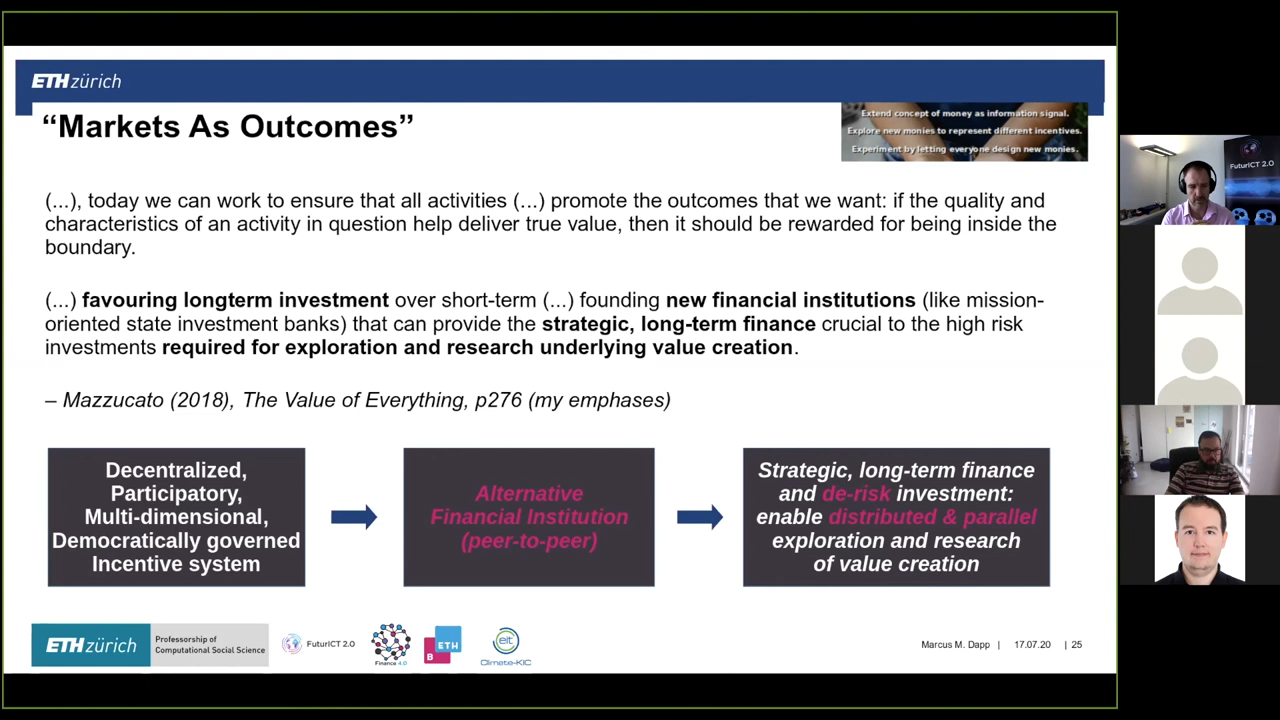 ETH zürich
“Markets As Outcomes”
Extend concept of money as information signal.
Explore new monies to represent different incentives.
Experiment by letting everyone design new monies.
(...), today we can work to ensure that all activities (...) promote the outcomes that we want: if the quality and
characteristics of an activity in question help deliver true value, then it should be rewarded for being inside the
boundary.
(...) favouring longterm investment over short-term (...) founding new financial institutions (like mission-
oriented state investment banks) that can provide the strategic, long-term finance crucial to the high risk
investments required for exploration and research underlying value creation.
– Mazzucato (2018), The Value of Everything, p276 (my emphases)
Decentralized,
Participatory,
Multi-dimensional,
Democratically governed
Incentive system
Alternative
Financial Institution
(peer-to-peer)
Strategic, long-term finance
and de-risk investment:
enable distributed & parallel
exploration and research
of value creation
ETH zürich
Professorship of
Computational Social Science
FuturICT 2.0
Finance 4.0
B ETH
eit
Climate-KIC
Marcus M. Dapp | 17.07.20 | 25
FuturICT 2.0